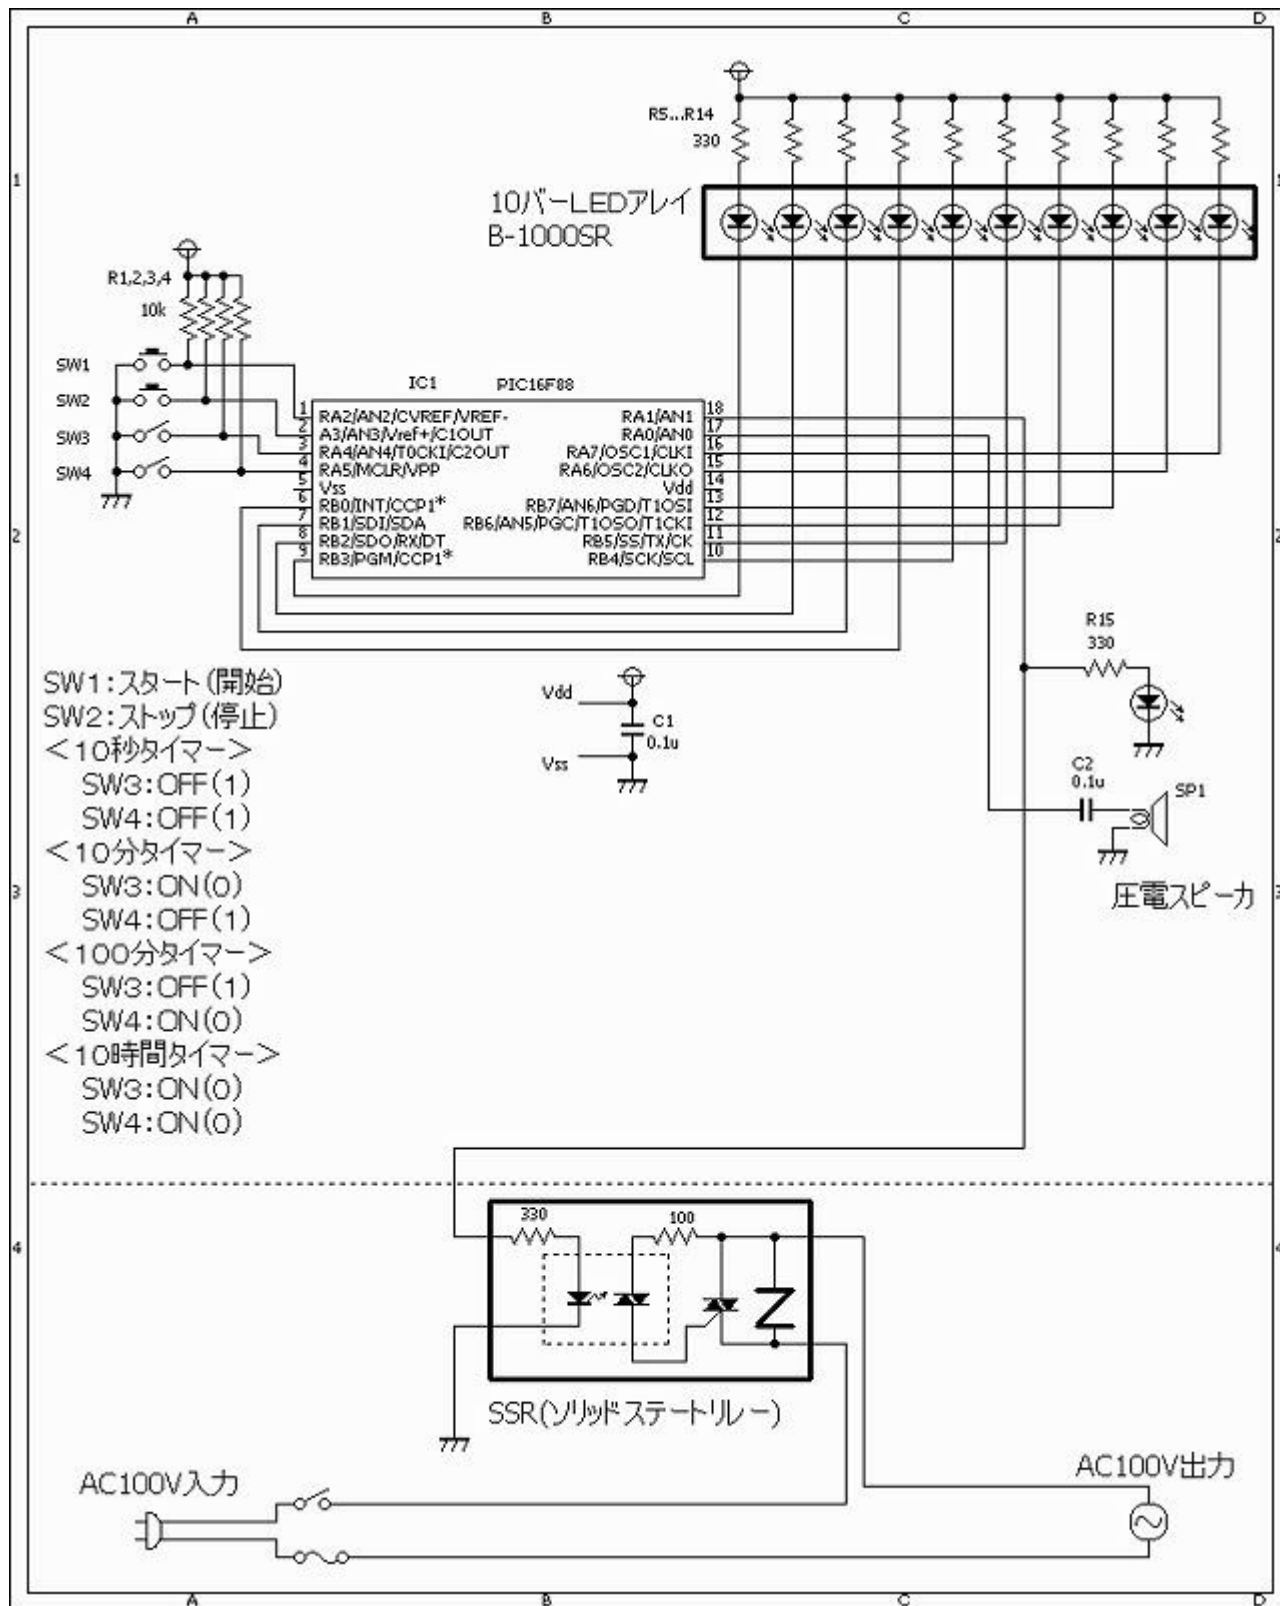 A B C D
R5...R14
330
1 1
10バーLEDアレイ
B-1000SR
R1,2,3,4
10k
SW1
SW2
SW3
SW4
IC1 PIC16F88
1 RA2/AN2/CVREF/VREF- RA1/AN1 18
2 A3/AN3/Vref+/C1OUT RA0/AN0 17
3 RA4/AN4/T0CKI/C2OUT RA7/OSC1/CLKI 16
4 RA5/MCLR/VPP RA6/OSC2/CLKO 15
5 Vss Vdd 14
6 RB0/INT/CCP1* RB7/AN6/PGD/T1OSI 13
7 RB1/SDI/SDA RB6/AN5/PGC/T1OSO/T1CKI 12
8 RB2/SDO/RX/DT RB5/SS/TX/CK 11
9 RB3/PGM/CCP1* RB4/SCK/SCL 10
2 2
R15
330
SW1:スタート(開始)
SW2:ストップ(停止)
<10秒タイマー>
SW3:OFF(1)
SW4:OFF(1)
<10分タイマー>
SW3:ON(0)
SW4:OFF(1)
<100分タイマー>
SW3:OFF(1)
SW4:ON(0)
<10時間タイマー>
SW3:ON(0)
SW4:ON(0)
Vdd
C1
0.1u
Vss
C2
0.1u
SP1
圧電スピーカ
3 3
330 100
4 4
SSR(ソリッドステートリレー)
AC100V入力
AC100V出力
A B C D